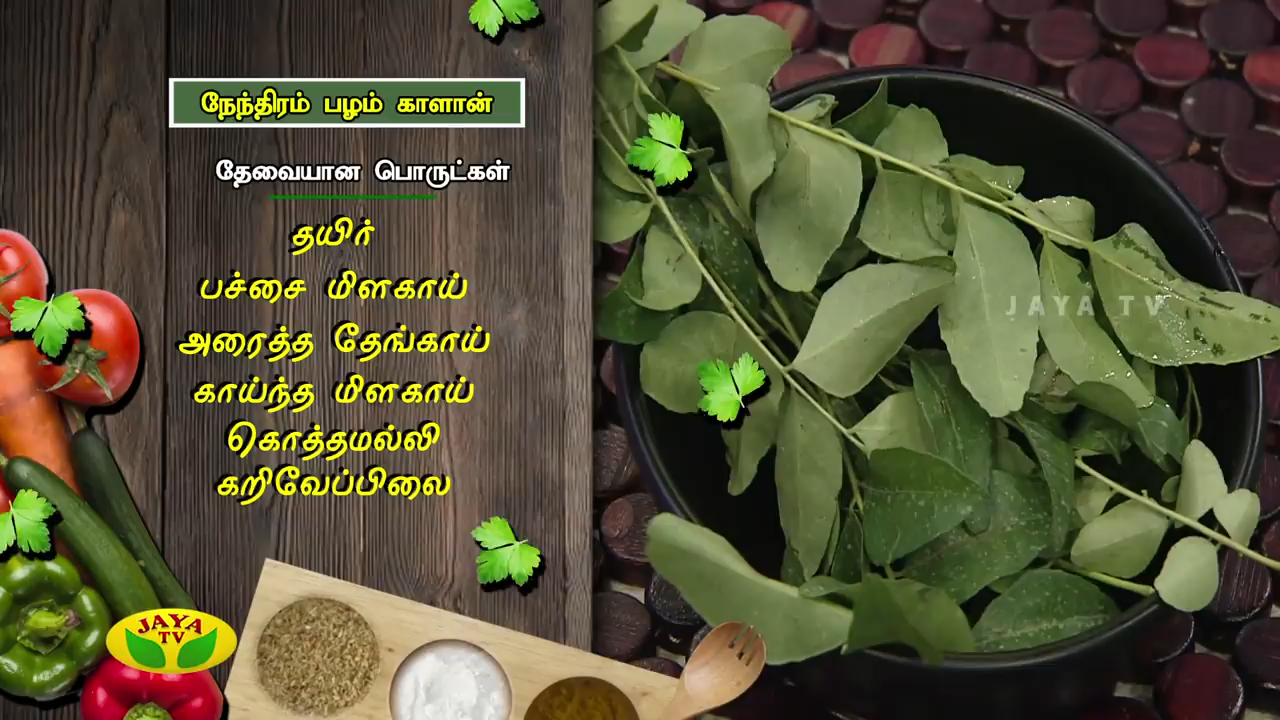 நேந்திரம் பழம் காளான்
தேவையான பொருட்கள்
தயிர்
பச்சை மிளகாய்
அரைத்த தேங்காய்
காய்ந்த மிளகாய்
கொத்தமல்லி
கறிவேப்பிலை
JAYA TV
JAYA
TV